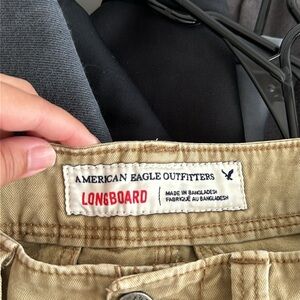 AMERICAN EAGLE OUTFITTERS
LONGBOARD
MADE IN BANGLADESH
FABRIQUÉ AU BANGLADESH